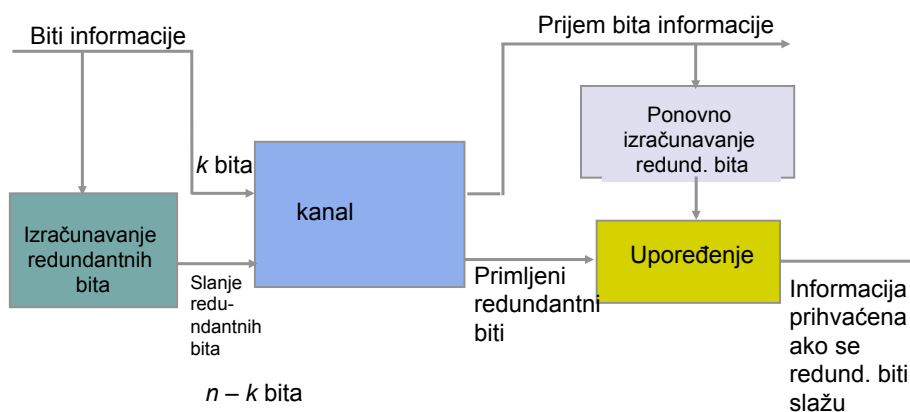 Biti informacije
Prijem bita informacije
Ponovno
izračunavanje
redund. bita
k bita
kanal
Izračunavanje
redundantnih
bita
Upoređenje
Slanje
redu-
ndantnih
bita
Primljeni
redundantni
biti
Informacija
prihvaćena
ako se
redund. biti
slažu
n – k bita